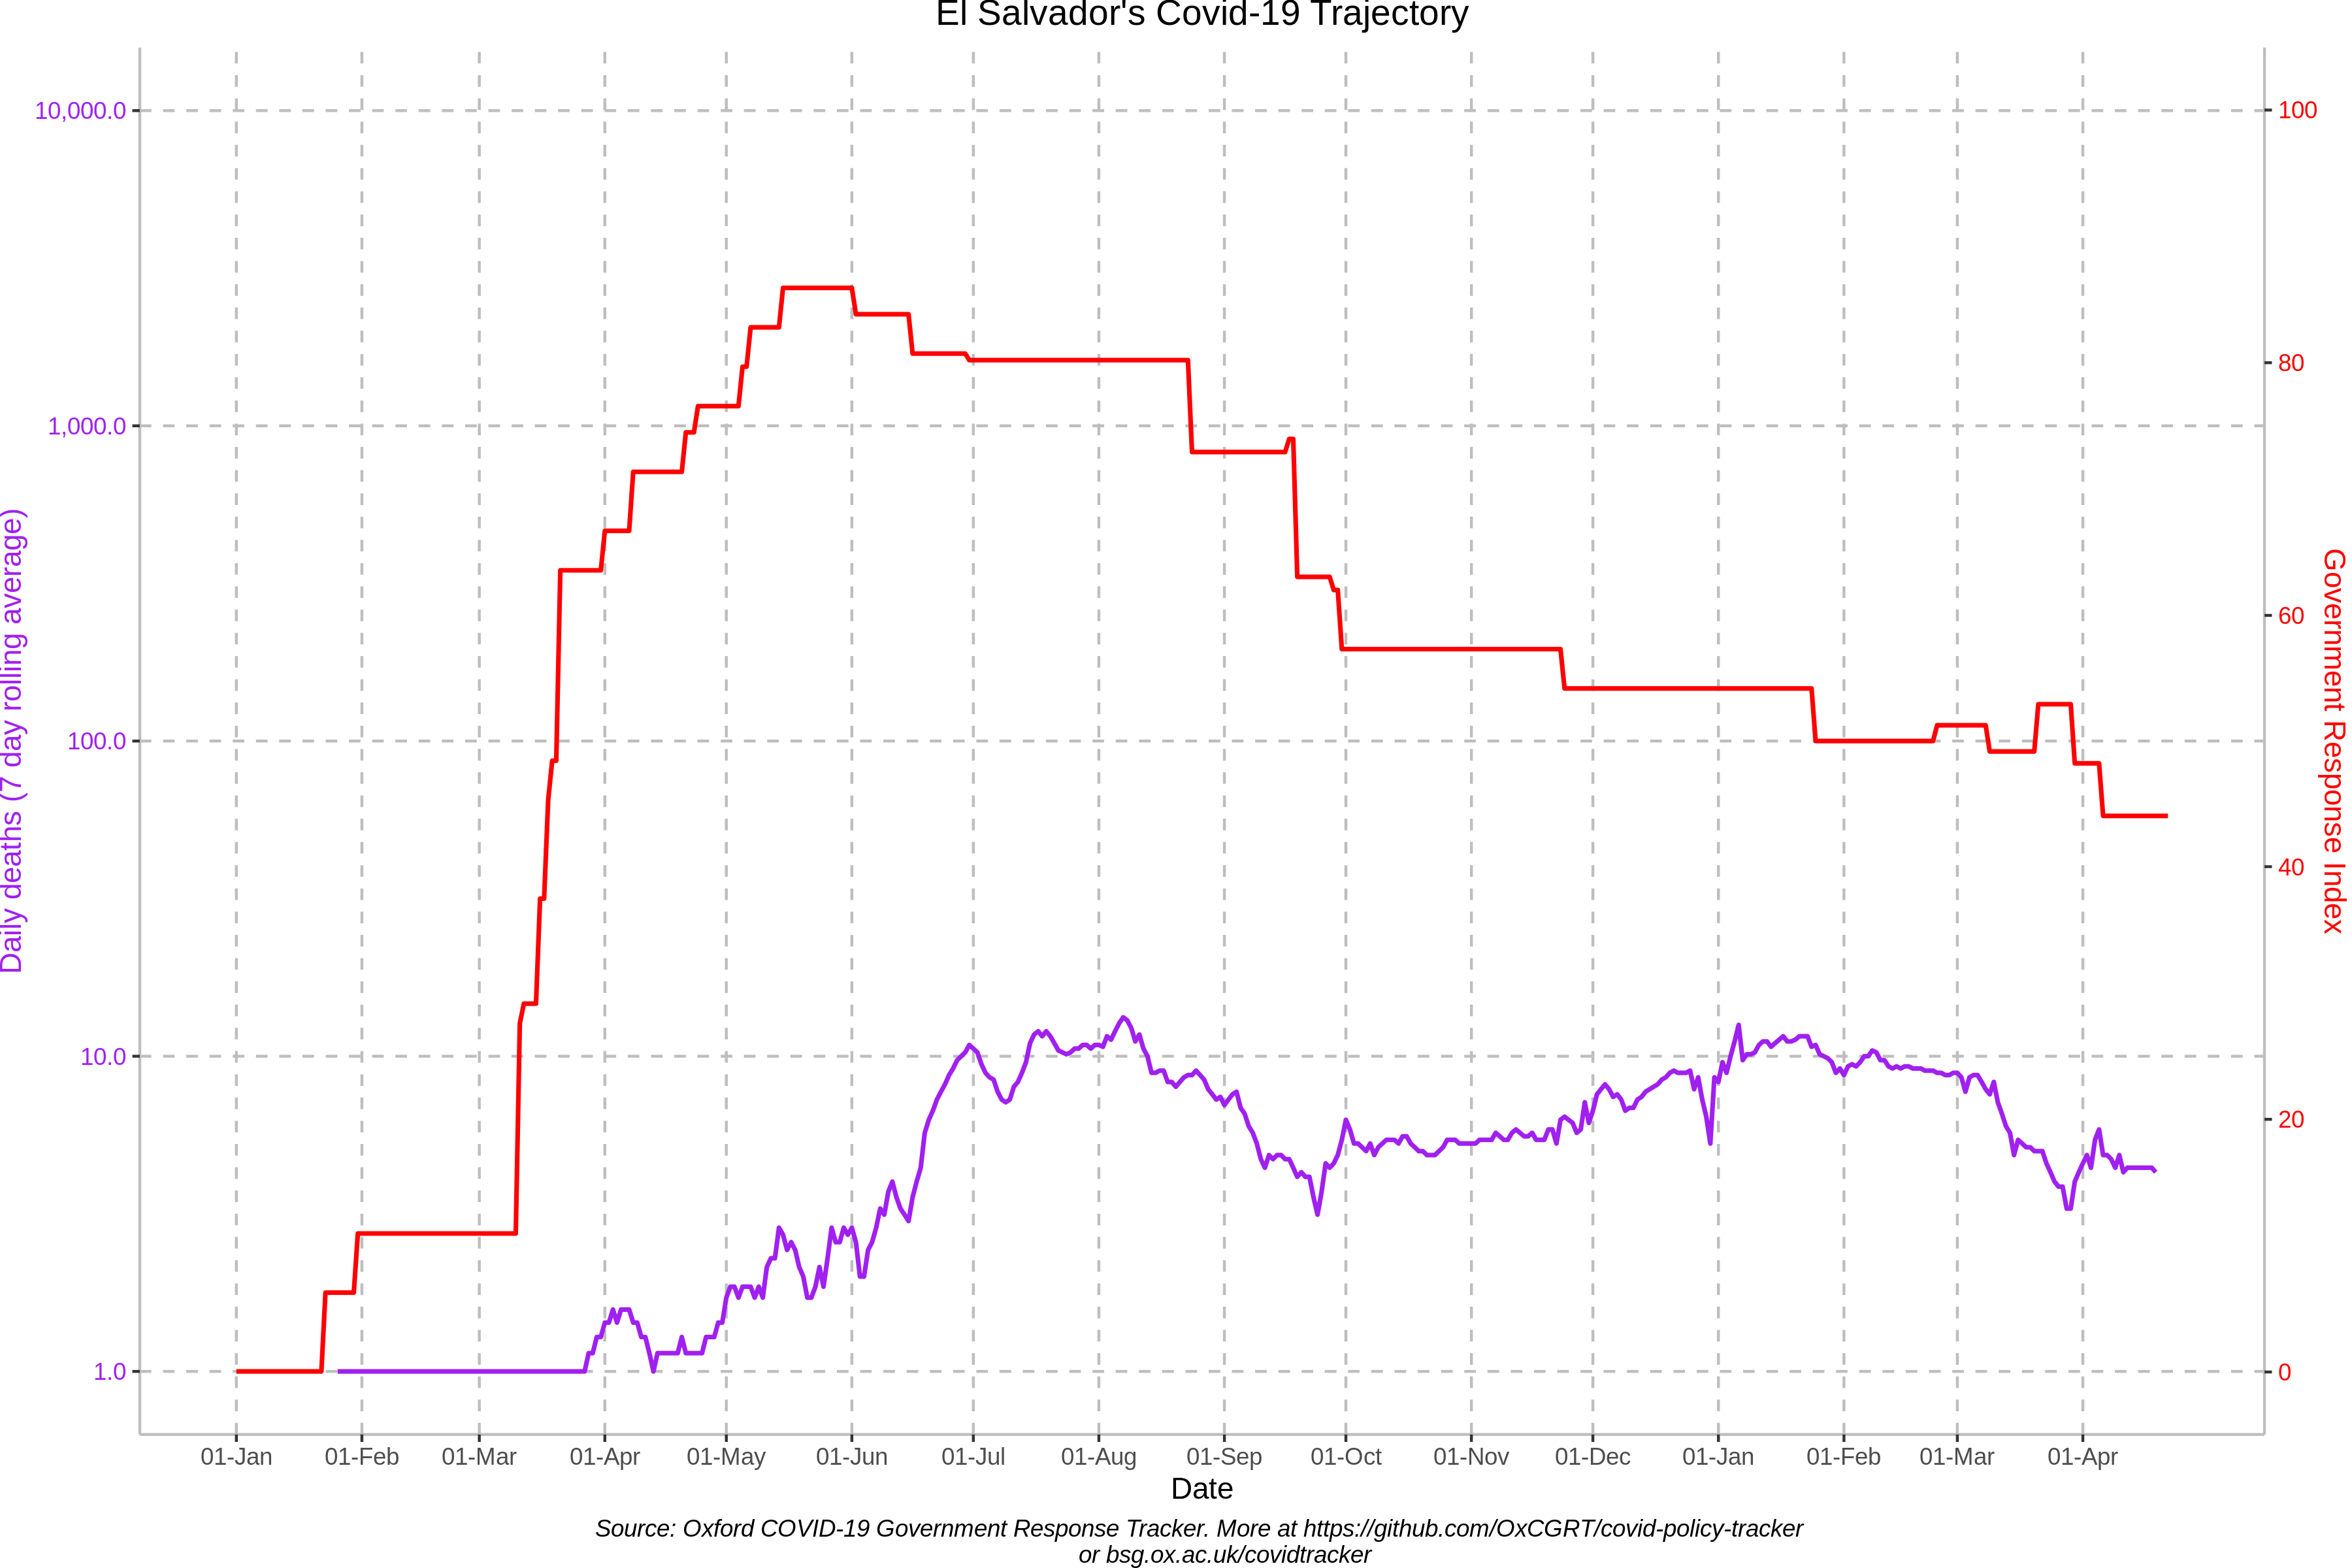 El Salvador's Covid-19 Trajectory
10,000.0
1,000.0
100.0
10.0
1.0
Daily deaths (7 day rolling average)
100
80
60
40
20
0
Government Response Index
01-Jan 01-Feb 01-Mar 01-Apr 01-May 01-Jun 01-Jul 01-Aug 01-Sep 01-Oct 01-Nov 01-Dec 01-Jan 01-Feb 01-Mar 01-Apr
Date
Source: Oxford COVID-19 Government Response Tracker. More at https://github.com/OxCGRT/covid-policy-tracker
or bsg.ox.ac.uk/covidtracker